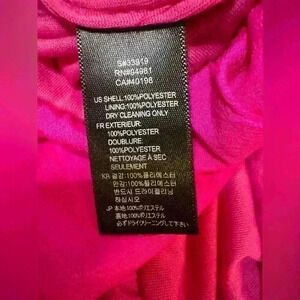 S#33919
RN#94981
CA#40198
US SHELL:100%POLYESTER
LINING:100%POLYESTER
DRY CLEANING ONLY
FR EXTERIEUR:
100%POLYESTER
DOUBLURE:
100%POLYESTER
NETTOYAGE À SEC
SEULEMENT
KR 겉감:100%폴리에스터
안감:100%폴리에스터
반드시 드라이클리닝
하십시오
JP 本地:100%ポリエステル
裏地:100%ポリエステル
必ずドライクリーニングして下さい